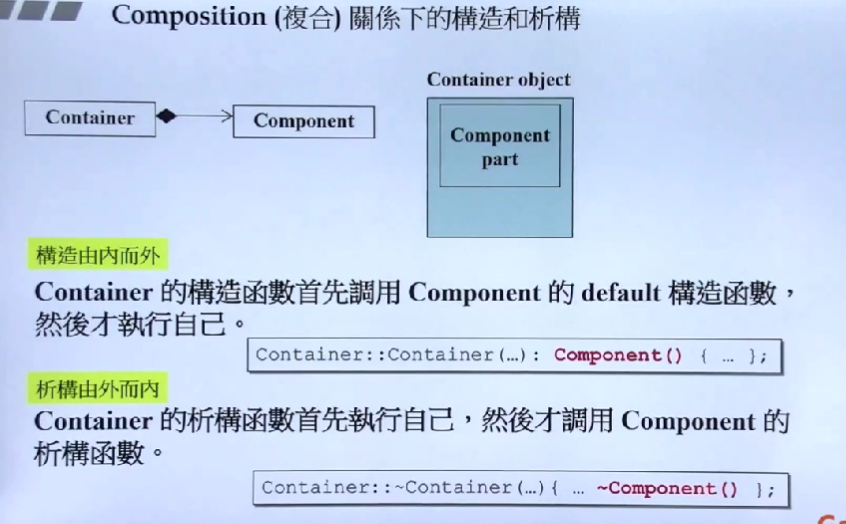 Composition (複合) 關係下的構造和析構
Container object
Container
Component
Component
part
構造由內而外
Container 的構造函數首先調用 Component 的 default 構造函數，
然後才執行自己。
Container::Container(…): Component() { … };
析構由外而內
Container 的析構函數首先執行自己，然後才調用 Component 的
析構函數。
Container::~Container(…){ … ~Component() };